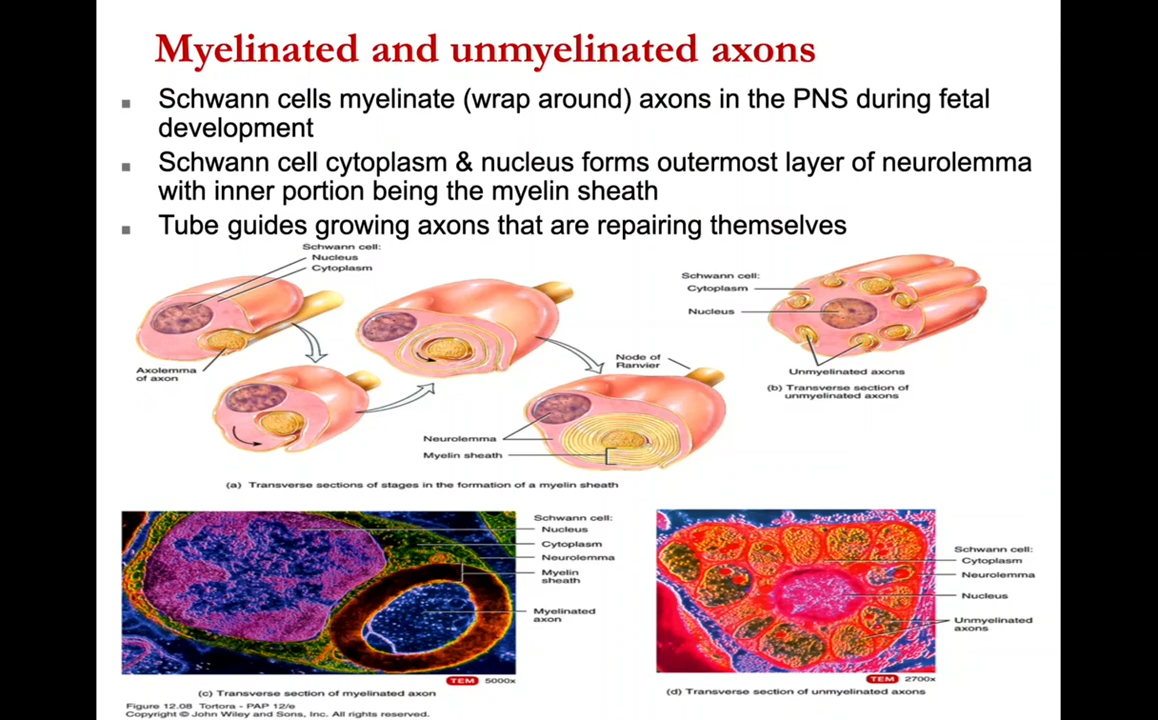 Myelinated and unmyelinated axons
▪ Schwann cells myelinate (wrap around) axons in the PNS during fetal
development
▪ Schwann cell cytoplasm & nucleus forms outermost layer of neurolemma
with inner portion being the myelin sheath
▪ Tube guides growing axons that are repairing themselves
Schwann cell:
Nucleus
Cytoplasm
Axolemma
of axon
Node of
Ranvier
Neurolemma
Myelin sheath
(a) Transverse sections of stages in the formation of a myelin sheath
Schwann cell:
Cytoplasm
Nucleus
Unmyelinated axons
(b) Transverse section of
unmyelinated axons
Schwann cell:
Nucleus
Cytoplasm
Neurolemma
Myelin
sheath
Myelinated
axon
TEM 5000x
(c) Transverse section of myelinated axon
Schwann cell:
Cytoplasm
Neurolemma
Nucleus
Unmyelinated
axons
TEM 2700x
(d) Transverse section of unmyelinated axons
Figure 12.08 Tortora - PAP 12/e
Copyright © John Wiley and Sons, Inc. All rights reserved.